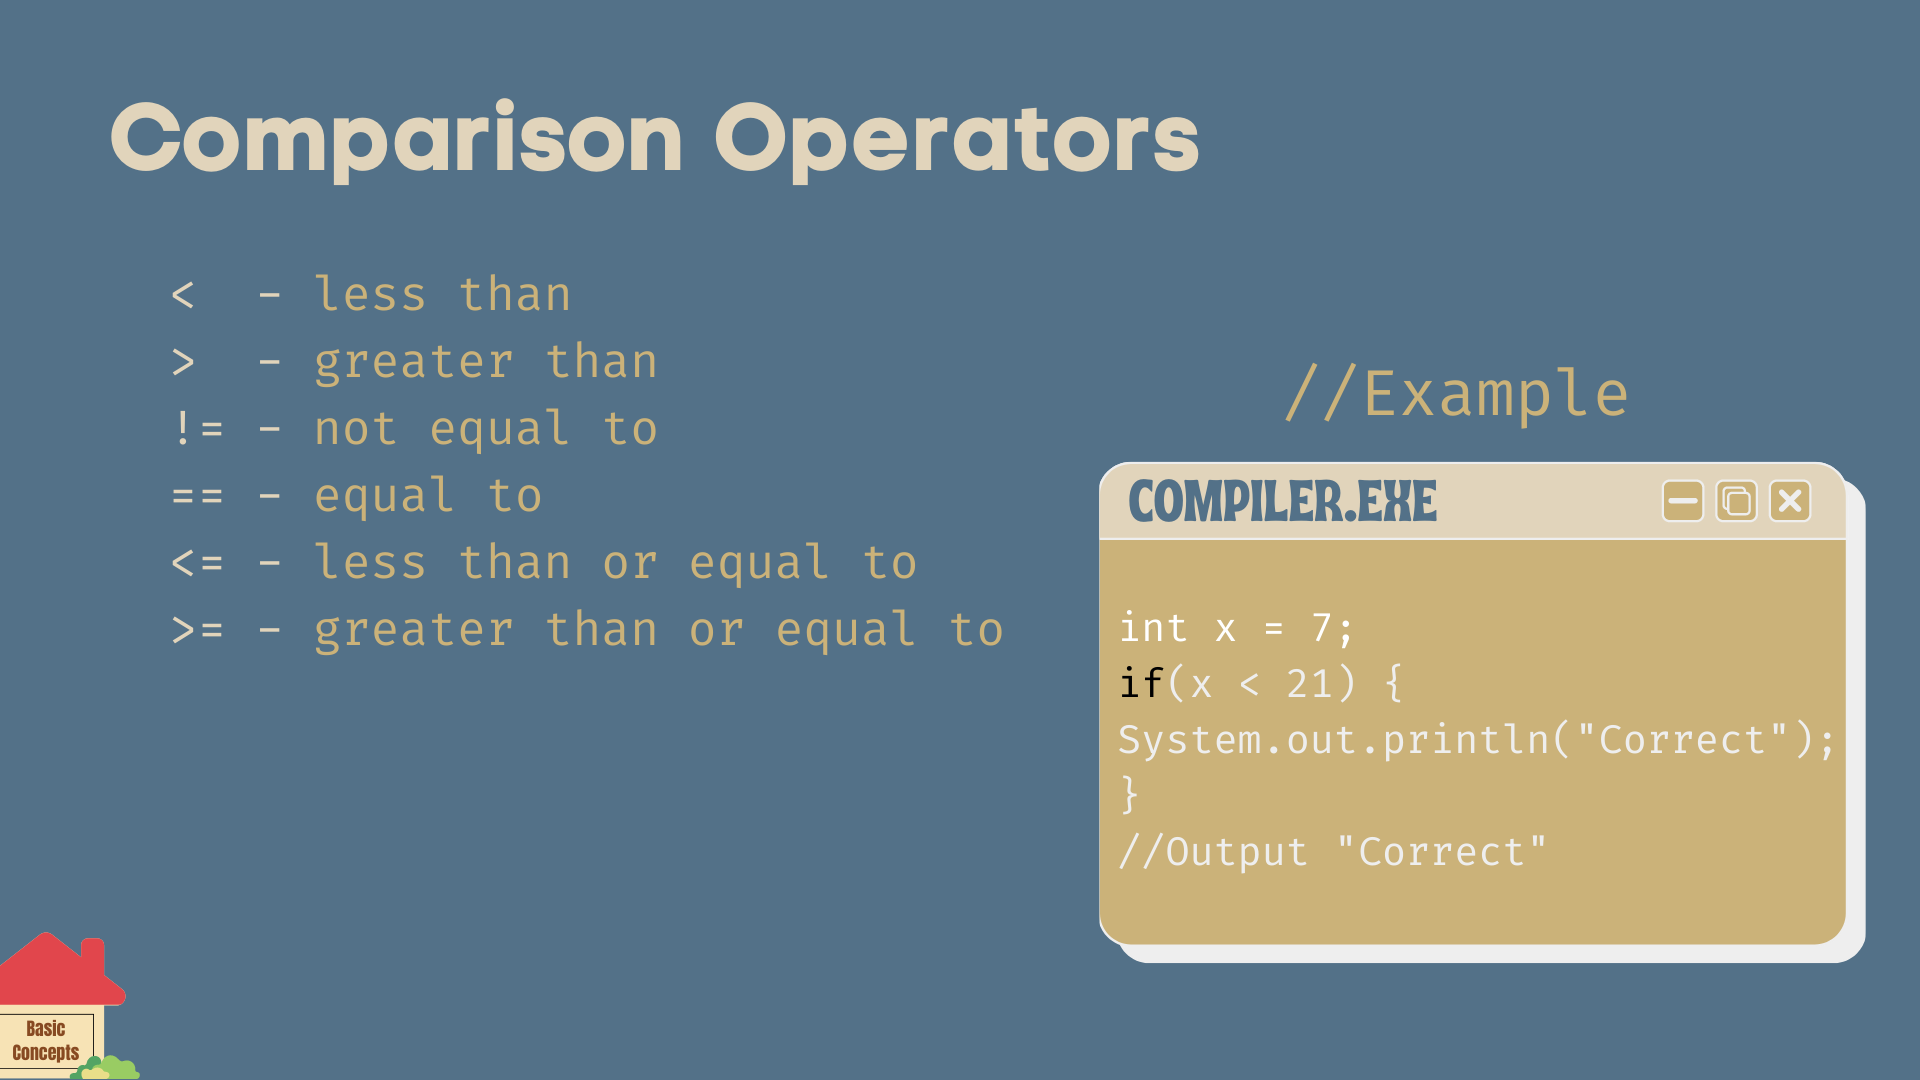 Comparison Operators
<  - less than
>  - greater than
!= - not equal to
== - equal to
<= - less than or equal to
>= - greater than or equal to
//Example
COMPILER.EXE
int x = 7;
if(x < 21) {
System.out.println("Correct");
}
//Output "Correct"
Basic
Concepts